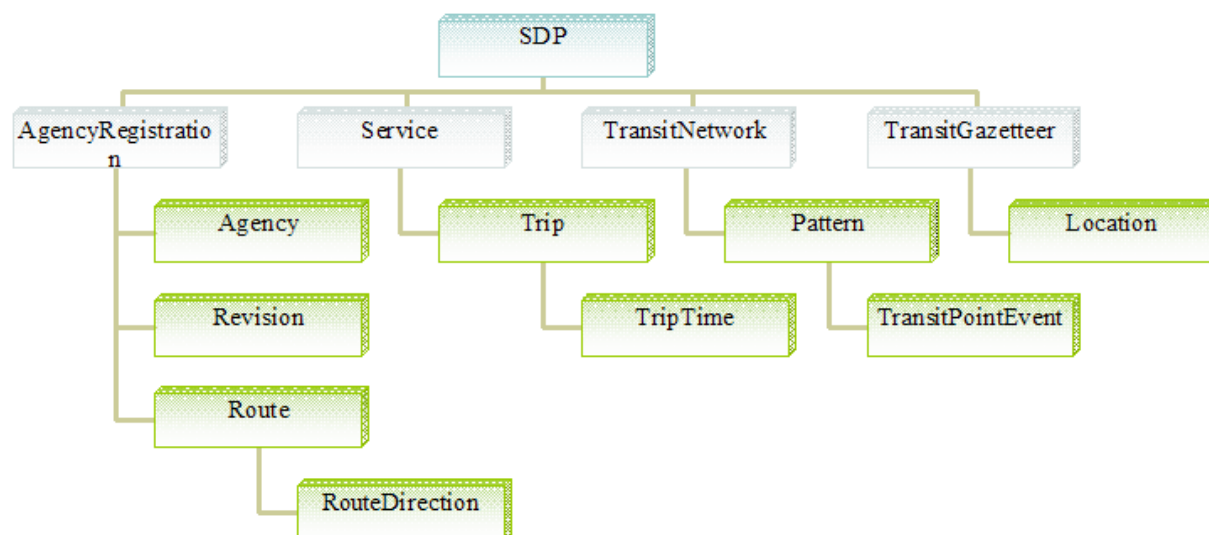 SDP
AgencyRegistratio
n
Service
TransitNetwork
TransitGazetteer
Agency
Trip
Pattern
Location
Revision
TripTime
TransitPointEvent
Route
RouteDirection